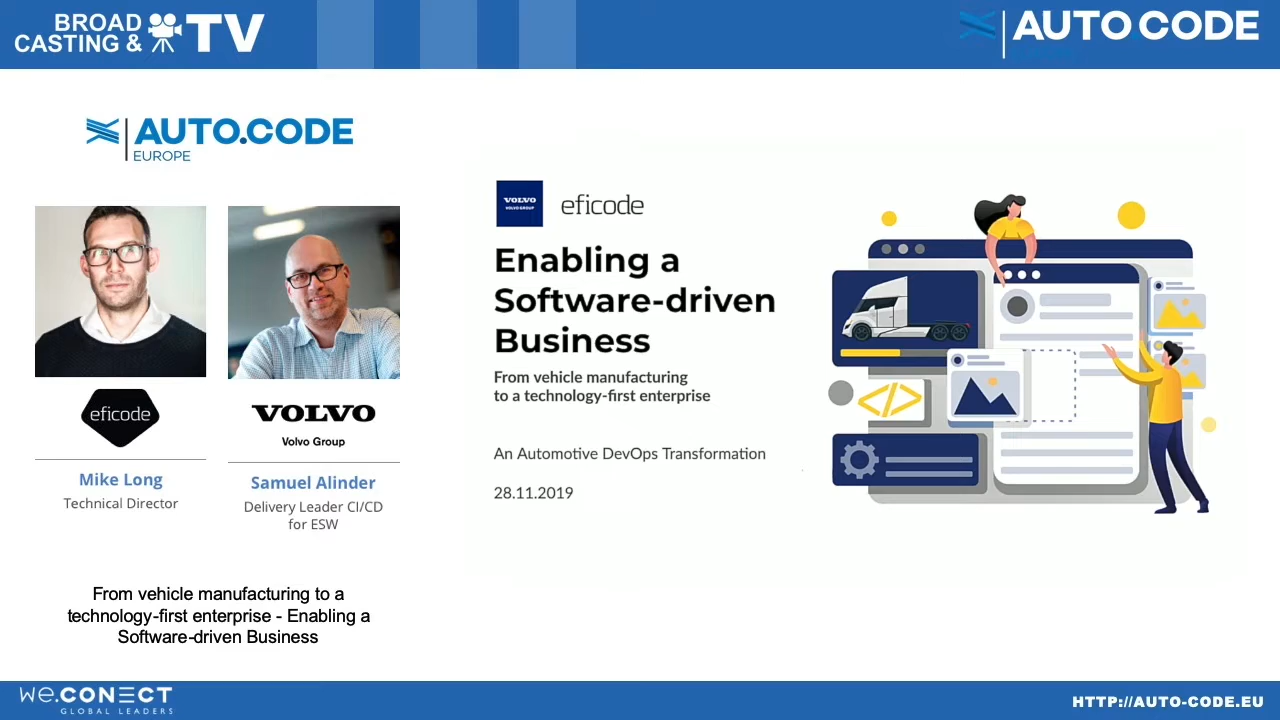 BROAD
CASTING & TV
AUTO.CODE
AUTO.CODE
EUROPE
eficode
Mike Long
Technical Director
VOLVO
Volvo Group
Samuel Alinder
Delivery Leader CI/CD
for ESW
From vehicle manufacturing to a
technology-first enterprise - Enabling a
Software-driven Business
VOLVO
VOLVO GROUP
eficode
Enabling a
Software-driven
Business
From vehicle manufacturing
to a technology-first enterprise
An Automotive DevOps Transformation
28.11.2019
</>
we.CONECT
GLOBAL LEADERS
HTTP://AUTO-CODE.EU